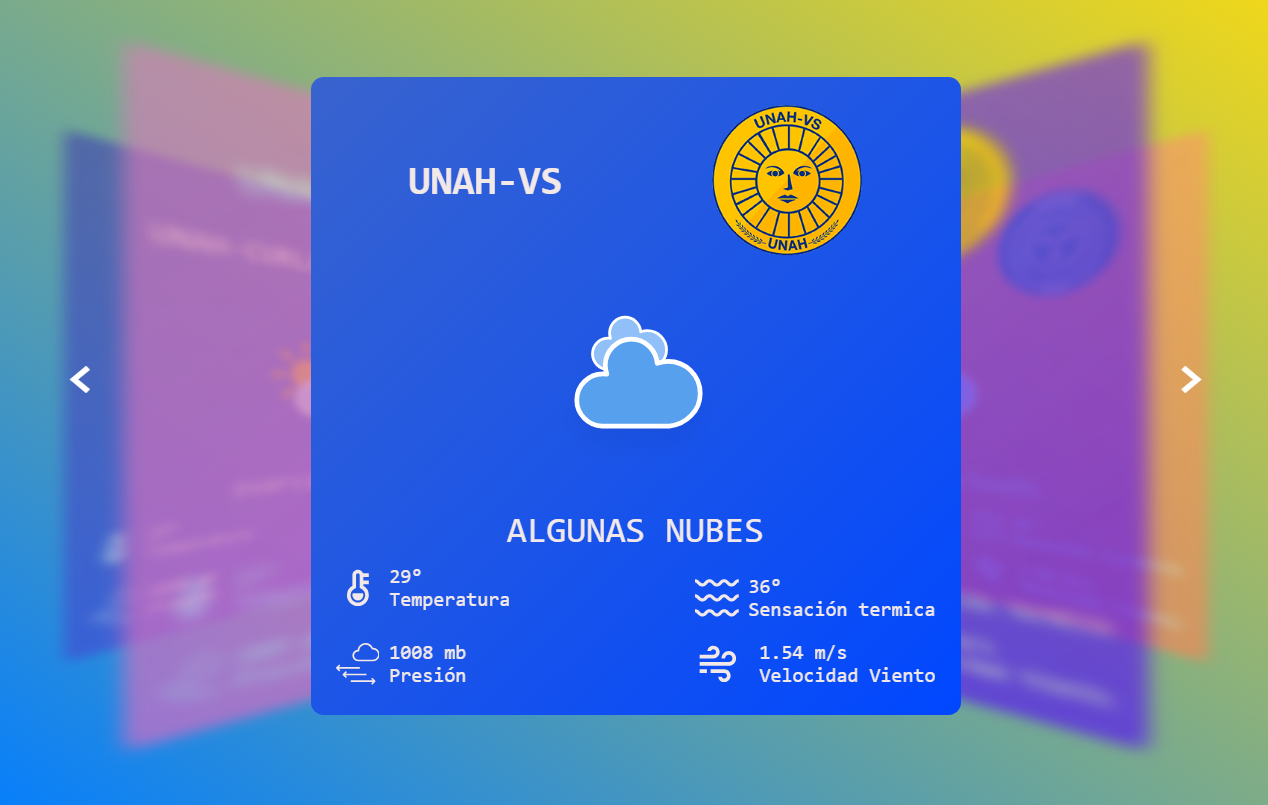 UNAH-VS
UNAH-VS
UNAH
ALGUNAS NUBES
29°
Temperatura
36°
Sensación termica
1008 mb
Presión
1.54 m/s
Velocidad Viento